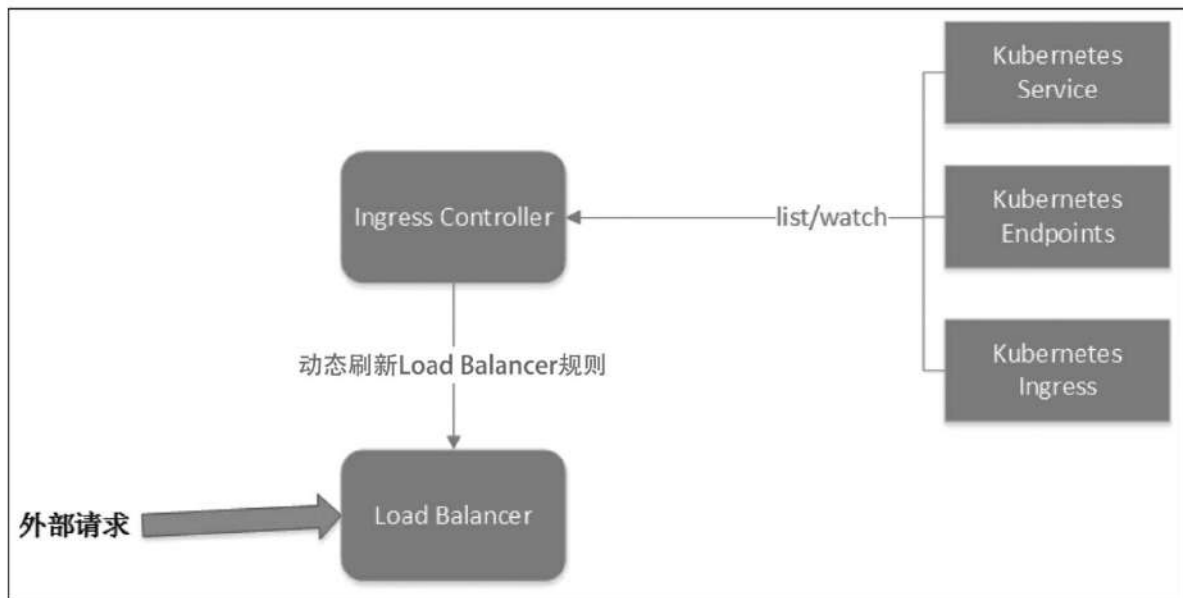 Kubernetes
Service
Ingress Controller
list/watch
Kubernetes
Endpoints
动态刷新Load Balancer规则
Kubernetes
Ingress
外部请求
Load Balancer